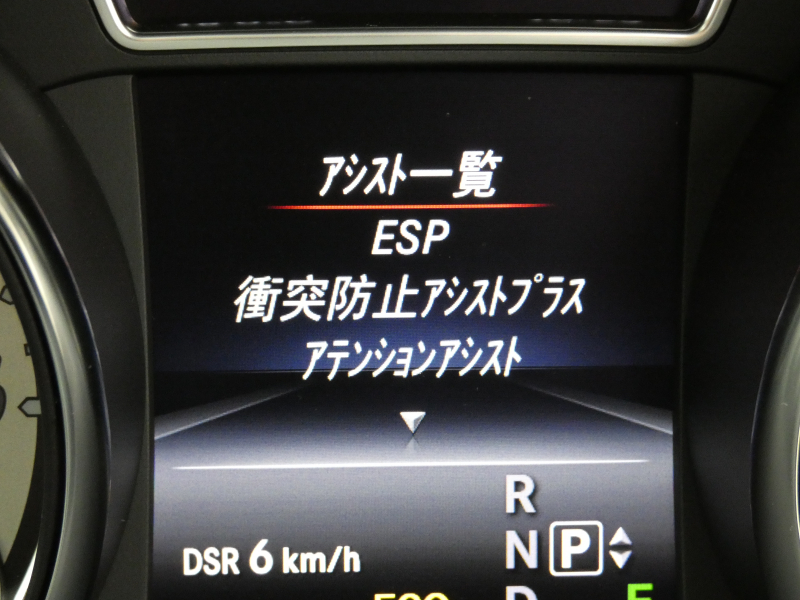 アシスト一覧
ESP
衝突防止アシストプラス
アテンションアシスト
R
N P
DSR 6 km/h
D E